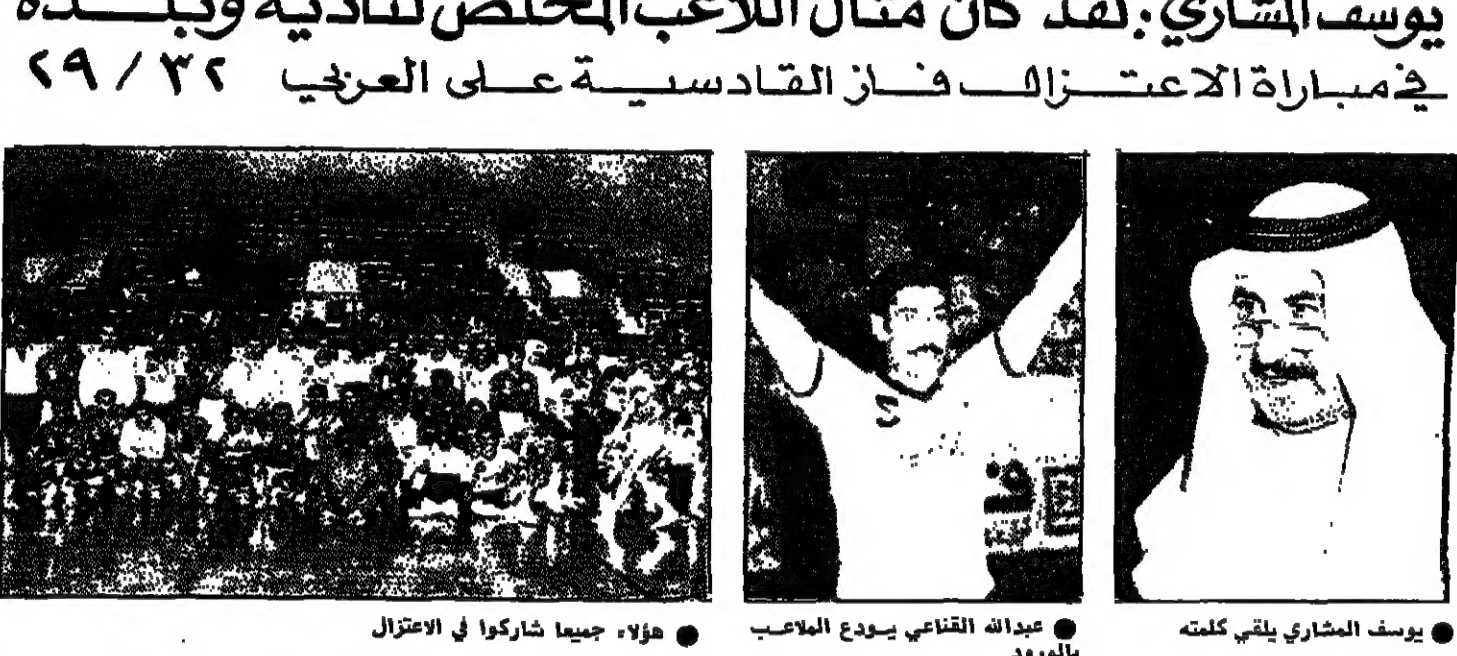 يوسف المشاري: لقد كان مثال اللاعب المخلص لناديه وبلده
في مباراة الاعتزال فاز القادسية على العربي ٣٢ / ٢٩
● يوسف المشاري يلقي كلمته
● عبدالله القناعي يودع الملاعب
بالورود
● هؤلاء جميعا شاركوا في الاعتزال